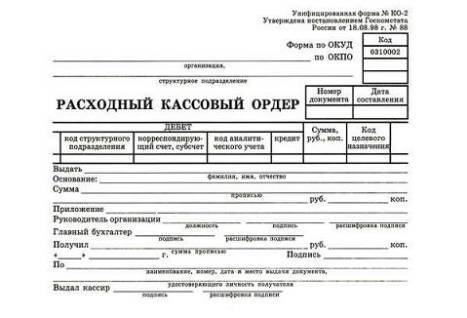 Унифицированная форма № КО-2
Утверждена постановлением Госкомстата
России от 18.08.98 г. № 88
Код
Форма по ОКУД 0310002
по ОКПО
организация,
структурное подразделение
РАСХОДНЫЙ КАССОВЫЙ ОРДЕР
Номер документа
Дата составления
ДЕБЕТ
код структурного подразделения
корреспондирующий счет, субсчет
код аналитического учета
кредит
Сумма, руб., коп.
Код целевого назначения
Выдать
фамилия, имя, отчество
Основание:
Сумма
прописью
руб. коп.
Приложение
Руководитель организации
должность подпись расшифровка подписи
Главный бухгалтер
подпись расшифровка подписи
Получил руб. коп.
сумма прописью
« » г. Подпись
По
наименование, номер, дата и место выдачи документа,
удостоверяющего личность получателя
Выдал кассир
подпись расшифровка подписи